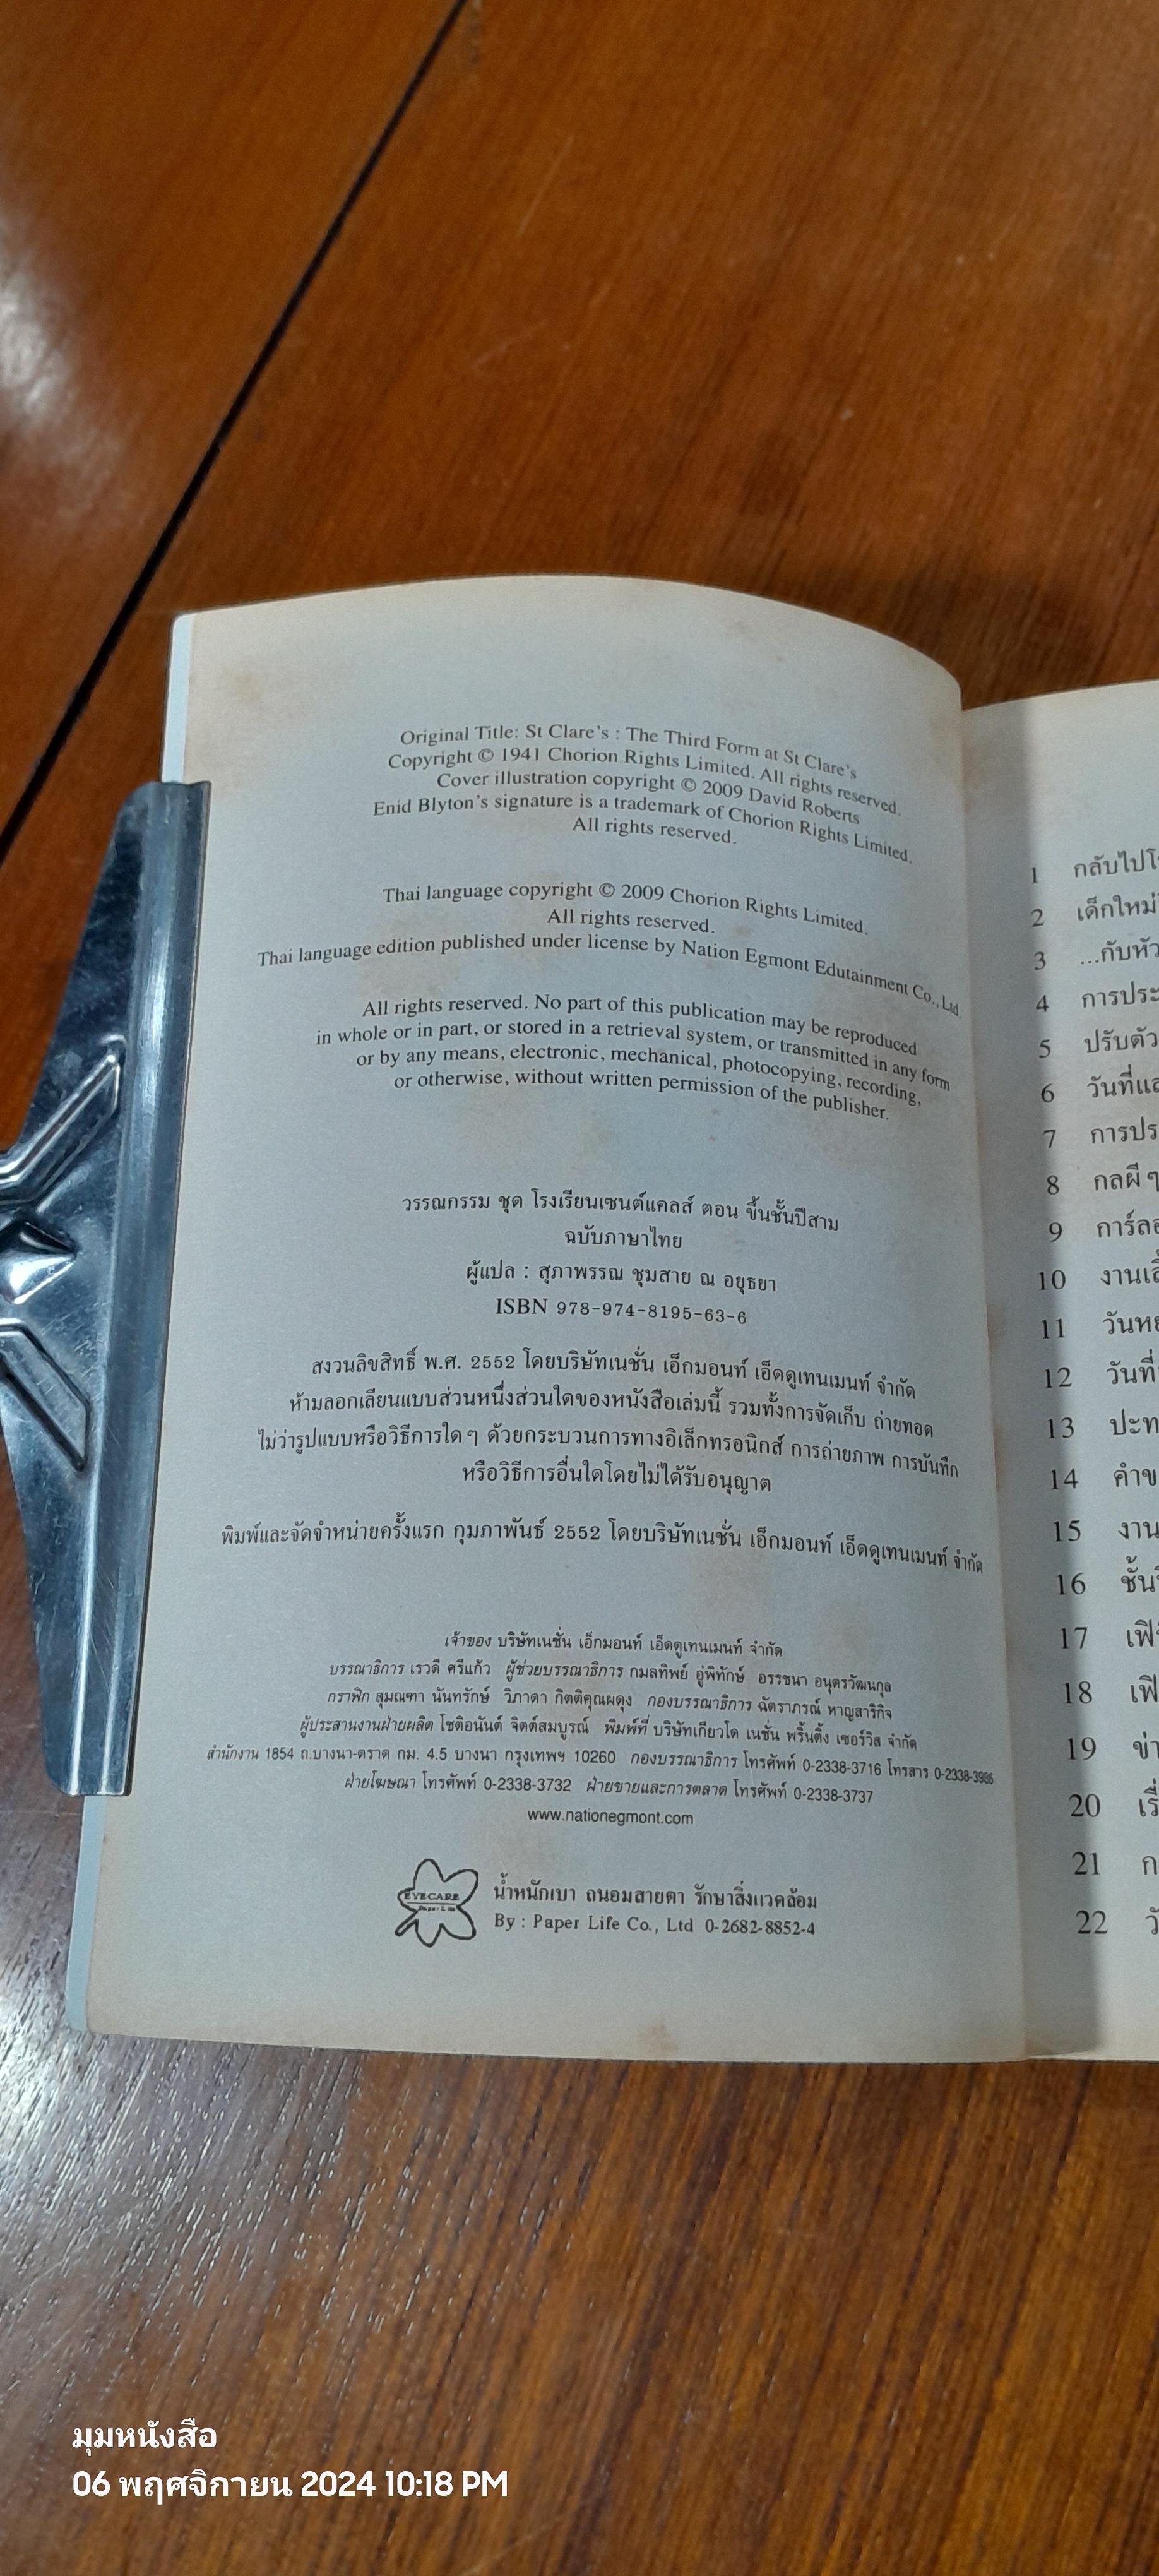 Original Title: St Clare's : The Third Form at St Clare's
Copyright © 1941 Chorion Rights Limited. All rights reserved.
Cover illustration copyright © 2009 David Roberts
Enid Blyton's signature is a trademark of Chorion Rights Limited.
All rights reserved.
Thai language copyright © 2009 Chorion Rights Limited.
All rights reserved.
Thai language edition published under license by Nation Egmont Edutainment Co., Ltd.
All rights reserved. No part of this publication may be reproduced
in whole or in part, or stored in a retrieval system, or transmitted in any form
or by any means, electronic, mechanical, photocopying, recording,
or otherwise, without written permission of the publisher.
วรรณกรรม ชุด โรงเรียนเซนต์แคลส์ ตอน ขึ้นชั้นปีสาม
ฉบับภาษาไทย
ผู้แปล : สุภาพรรณ ชุมสาย ณ อยุธยา
ISBN 978-974-8195-63-6
สงวนลิขสิทธิ์ พ.ศ. 2552 โดยบริษัทเนชั่น เอ็กมอนท์ เอ็ดดูเทนเมนท์ จำกัด
ห้ามลอกเลียนแบบส่วนหนึ่งส่วนใดของหนังสือเล่มนี้ รวมทั้งการจัดเก็บ ถ่ายทอด
ไม่ว่ารูปแบบหรือวิธีการใด ๆ ด้วยกระบวนการทางอิเล็กทรอนิกส์ การถ่ายภาพ การบันทึก
หรือวิธีการอื่นใดโดยไม่ได้รับอนุญาต
พิมพ์และจัดจำหน่ายครั้งแรก กุมภาพันธ์ 2552 โดยบริษัทเนชั่น เอ็กมอนท์ เอ็ดดูเทนเมนท์ จำกัด
เจ้าของ บริษัทเนชั่น เอ็กมอนท์ เอ็ดดูเทนเมนท์ จำกัด
บรรณาธิการ เรวดี ศรีแก้ว ผู้ช่วยบรรณาธิการ กมลทิพย์ อู่พิทักษ์ อรรชนา อนุตรวัฒนกุล
กราฟิก สุมณฑา นันทรักษ์ วิภาดา กิตติคุณผดุง กองบรรณาธิการ ฉัตราภรณ์ หาญสาริกิจ
ผู้ประสานงานฝ่ายผลิต โชติอนันต์ จิตต์สมบูรณ์ พิมพ์ที่ บริษัทเกียวโด เนชั่น พริ้นติ้ง เซอร์วิส จำกัด
สำนักงาน 1854 ถ.บางนา-ตราด กม. 4.5 บางนา กรุงเทพฯ 10260 กองบรรณาธิการ โทรศัพท์ 0-2338-3716 โทรสาร 0-2338-3986
ฝ่ายโฆษณา โทรศัพท์ 0-2338-3732 ฝ่ายขายและการตลาด โทรศัพท์ 0-2338-3737
www.nationegmont.com
EYECARE
น้ำหนักเบา ถนอมสายตา รักษาสิ่งแวดล้อม
By : Paper Life Co., Ltd 0-2682-8852-4
1 กลับไปโ
2 เด็กใหม่
3 ...กับหัว
4 การประ
5 ปรับตัว
6 วันที่แส
7 การปร
8 กลผี ๆ
9 การ์ล
10 งานเลี้
11 วันหย
12 วันที่
13 ปะท
14 คำข
15 งาน
16 ชั้น
17 เฟ
18 เฟ
19 ข่า
20 เรื่
21 ก
22 วั
มุมหนังสือ
06 พฤศจิกายน 2024 10:18 PM